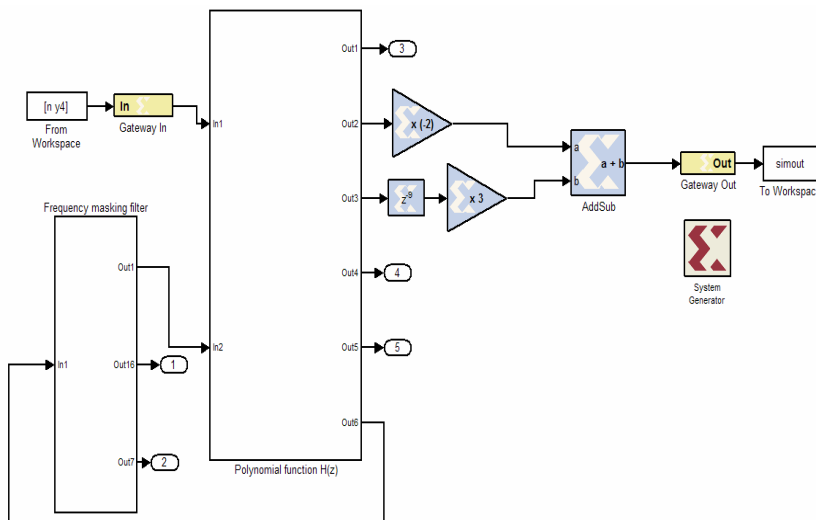 Out1
3
[n y4]
In
In1
Out2
x (-2)
From
Workspace
Gateway In
a
a + b
b
Out
simout
Gateway Out
To Workspac
AddSub
Out3
z-9
x 3
Frequency masking filter
System
Generator
Out1
Out4
4
In2
Out5
5
In1
Out16
1
Out6
Out7
2
Polynomial function H(z)